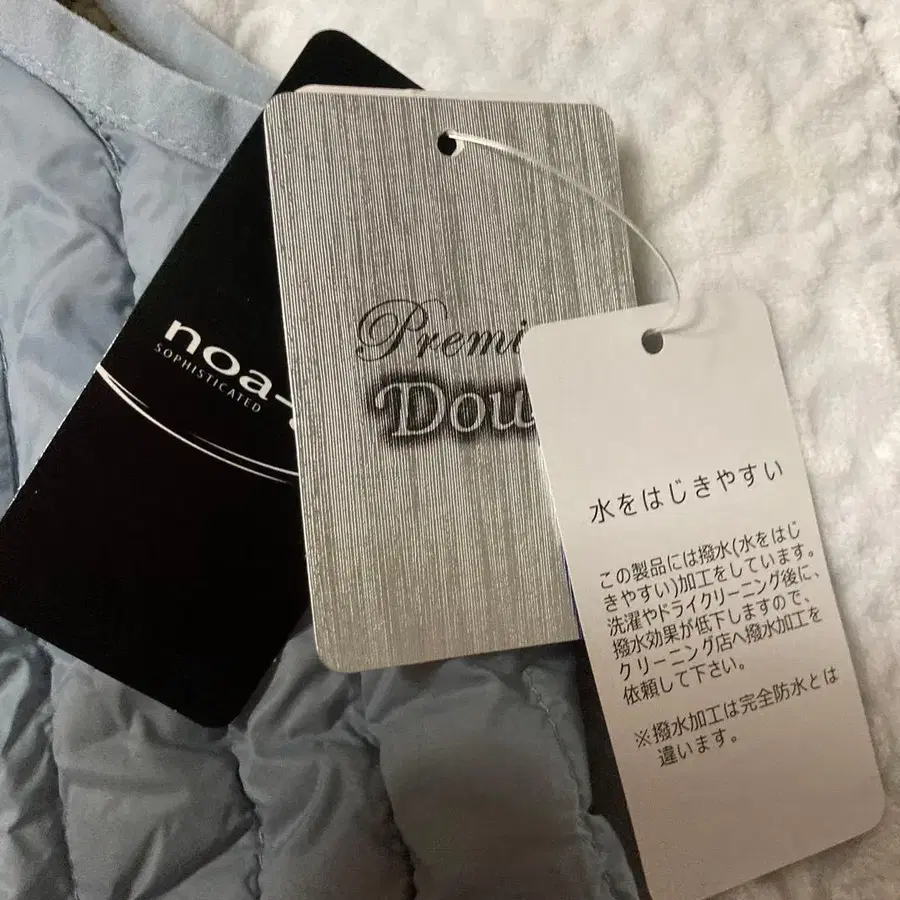 noa-
SOPHISTICATED
Premi
Dow
水をはじきやすい
この製品には撥水(水をはじ
きやすい)加工をしています。
洗濯やドライクリーニング後に、
撥水効果が低下しますので、
クリーニング店へ撥水加工を
依頼して下さい。
※撥水加工は完全防水とは
違います。